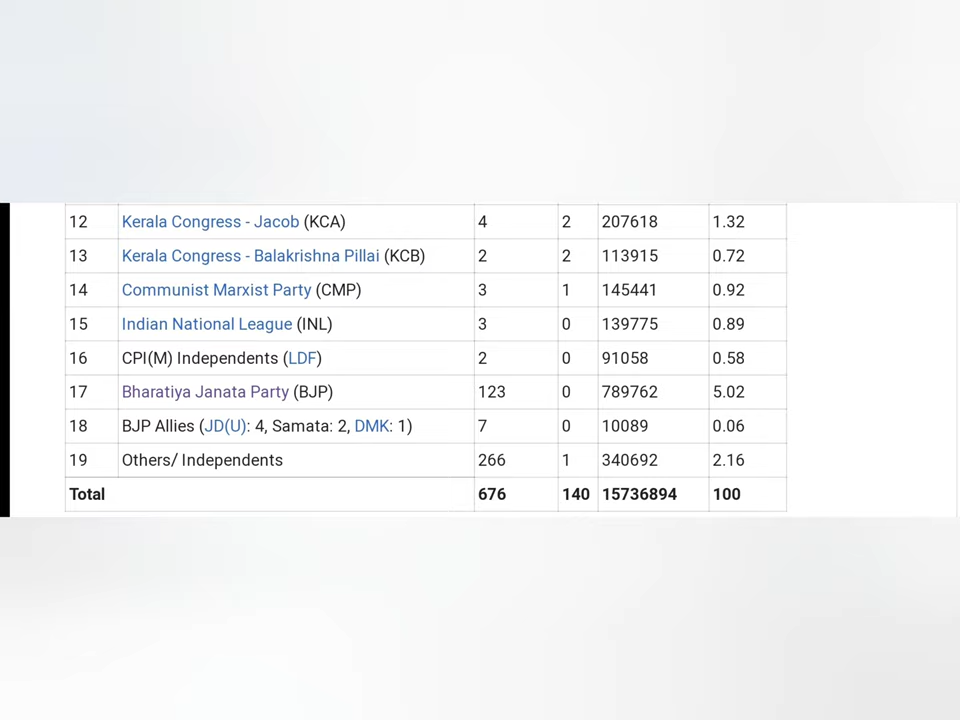 12 Kerala Congress - Jacob (KCA) 4 2 207618 1.32
13 Kerala Congress - Balakrishna Pillai (KCB) 2 2 113915 0.72
14 Communist Marxist Party (CMP) 3 1 145441 0.92
15 Indian National League (INL) 3 0 139775 0.89
16 CPI(M) Independents (LDF) 2 0 91058 0.58
17 Bharatiya Janata Party (BJP) 123 0 789762 5.02
18 BJP Allies (JD(U): 4, Samata: 2, DMK: 1) 7 0 10089 0.06
19 Others/ Independents 266 1 340692 2.16
Total 676 140 15736894 100